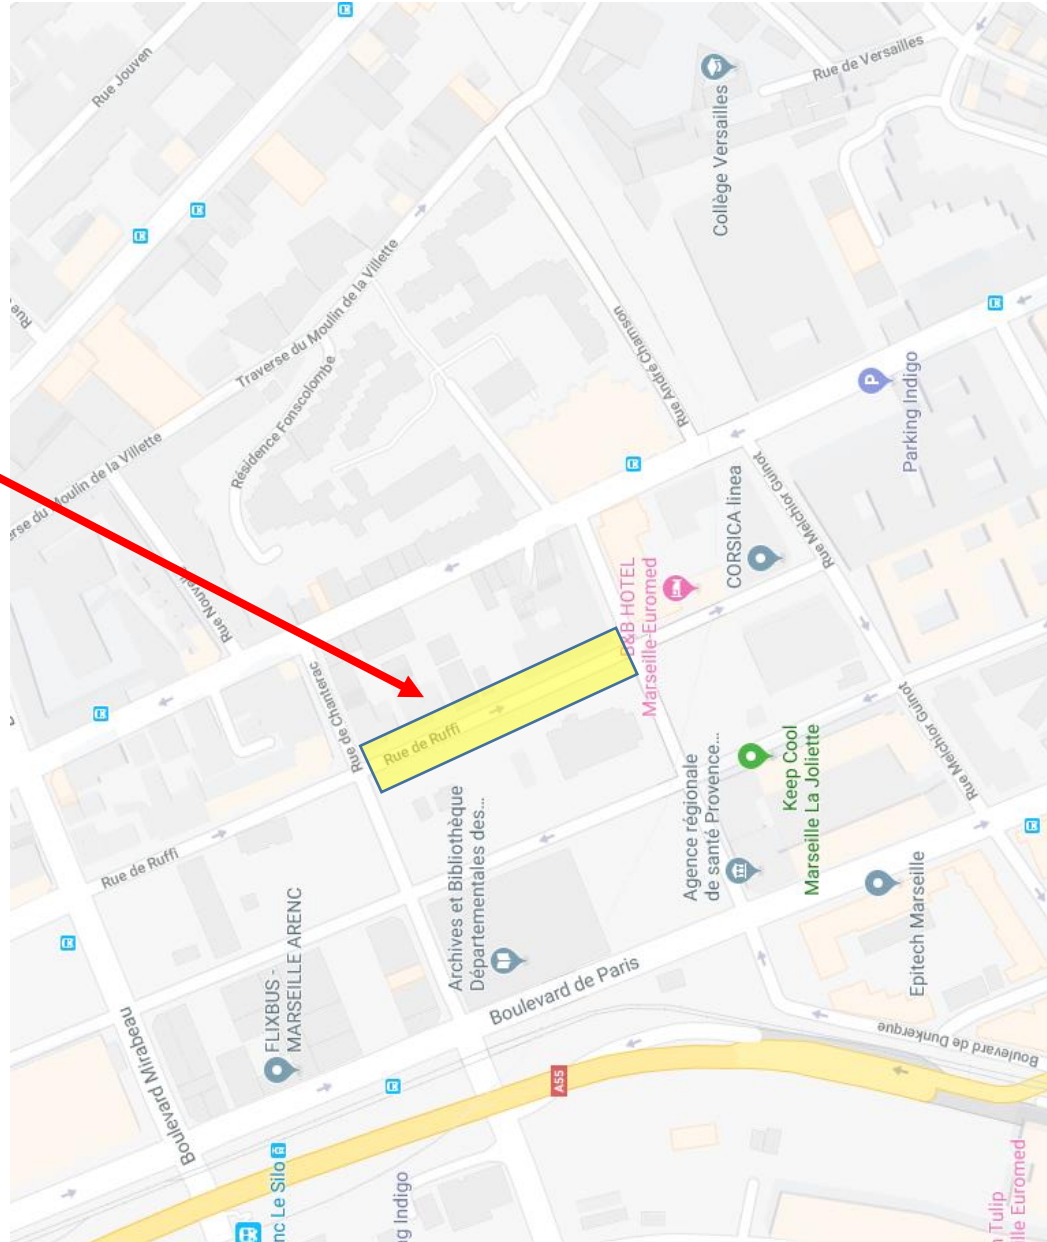 Rue Jouven
Rue de Versailles
Collège Versailles
Rue
Traverse du Moulin de la Villette
Rue André Chamson
Résidence Fonscolombe
Parking Indigo
P
erse du Moulin de la Villette
Rue Nouvelle
CORSICA linea
Rue Melchior Guinot
B&B HOTEL
Marseille-Euromed
Rue de Chanterac
Rue de Ruffi
Rue Melchior Guinot
Keep Cool
Marseille La Joliette
Agence régionale
de santé Provence...
Archives et Bibliothèque
Départementales des...
Rue de Ruffi
Epitech Marseille
FLIXBUS -
MARSEILLE ARENC
Boulevard de Paris
Boulevard Mirabeau
Boulevard de Dunkerque
A55
nc Le Silo
ng Indigo
n Tulip
ille Euromed